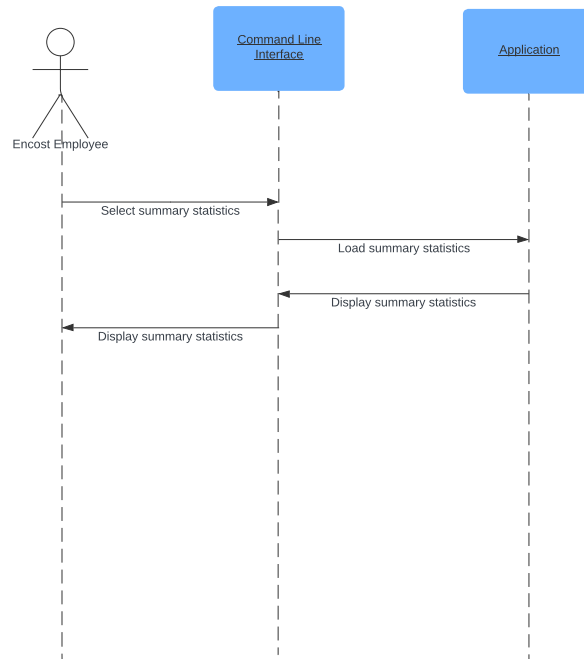 Command Line
Interface
Application
Encost Employee
Select summary statistics
Load summary statistics
Display summary statistics
Display summary statistics